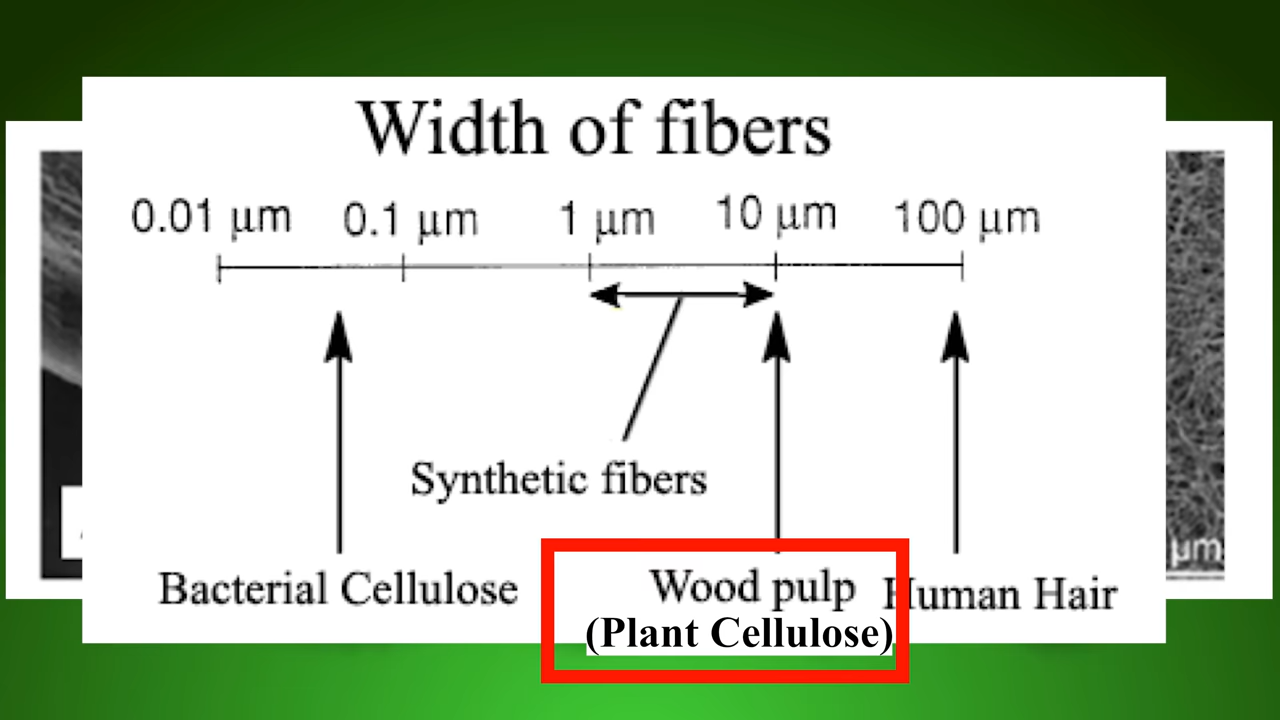 Width of fibers
0.01 μm 0.1 μm 1 μm 10 μm 100 μm
Synthetic fibers
Bacterial Cellulose Wood pulp Human Hair
(Plant Cellulose)
μm